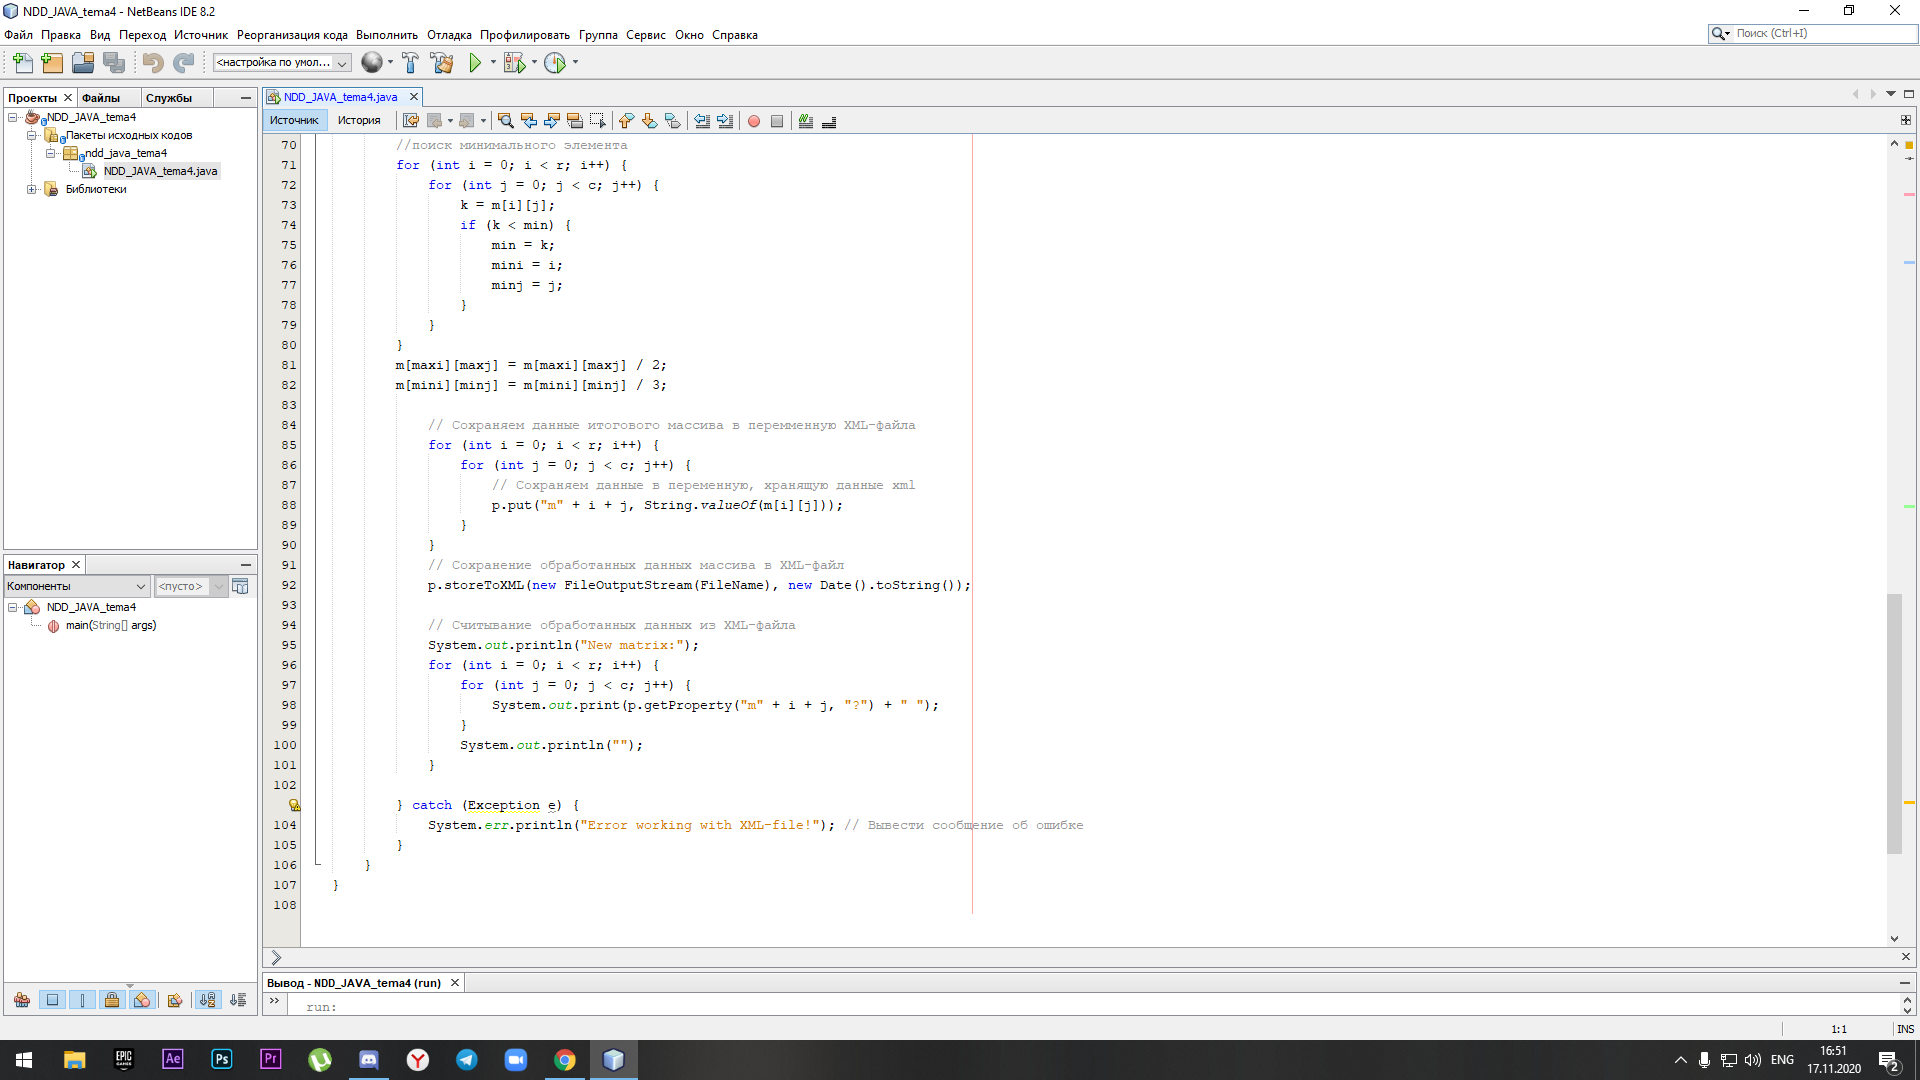 NDD_JAVA_tema4 - NetBeans IDE 8.2
Файл Правка Вид Переход Источник Реорганизация кода Выполнить Отладка Профилировать Группа Сервис Окно Справка
Поиск (Ctrl+I)
<настройка по умол...
Проекты Файлы Службы
NDD_JAVA_tema4
Пакеты исходных кодов
ndd_java_tema4
NDD_JAVA_tema4.java
Библиотеки
Навигатор
Компоненты <пусто>
NDD_JAVA_tema4
main(String[] args)
NDD_JAVA_tema4.java
Источник История
70 //поиск минимального элемента
71 for (int i = 0; i < r; i++) {
72 for (int j = 0; j < c; j++) {
73 k = m[i][j];
74 if (k < min) {
75 min = k;
76 mini = i;
77 minj = j;
78 }
79 }
80 }
81 m[maxi][maxj] = m[maxi][maxj] / 2;
82 m[mini][minj] = m[mini][minj] / 3;
83
84 // Сохраняем данные итогового массива в перемменную XML-файла
85 for (int i = 0; i < r; i++) {
86 for (int j = 0; j < c; j++) {
87 // Сохраняем данные в переменную, хранящую данные xml
88 p.put("m" + i + j, String.valueOf(m[i][j]));
89 }
90 }
91 // Сохранение обработанных данных массива в XML-файл
92 p.storeToXML(new FileOutputStream(FileName), new Date().toString());
93
94 // Считывание обработанных данных из XML-файла
95 System.out.println("New matrix:");
96 for (int i = 0; i < r; i++) {
97 for (int j = 0; j < c; j++) {
98 System.out.print(p.getProperty("m" + i + j, "?") + " ");
99 }
100 System.out.println("");
101 }
102
} catch (Exception e) {
104 System.err.println("Error working with XML-file!"); // Вывести сообщение об ошибке
105 }
106 }
107 }
108
Вывод - NDD_JAVA_tema4 (run)
run:
1:1 INS
EPIC GAMES Ae Ps Pr
ENG
16:51
17.11.2020
2